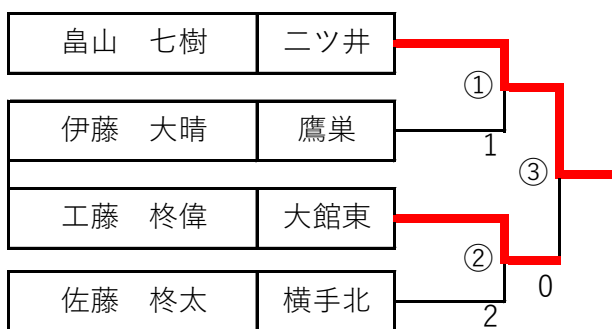 畠山　七樹 二ツ井
①
伊藤　大晴 鷹巣
1
③
工藤　柊偉 大館東
②
0
佐藤　柊太 横手北
2